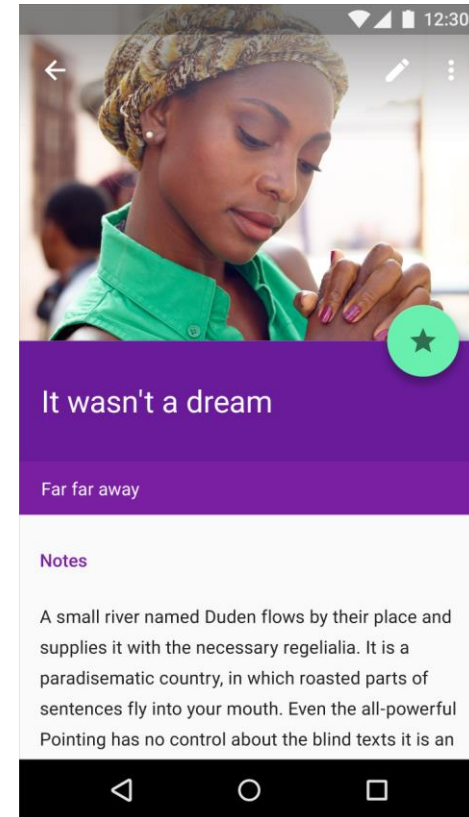 12:30
It wasn't a dream
Far far away
Notes
A small river named Duden flows by their place and
supplies it with the necessary regelialia. It is a
paradisematic country, in which roasted parts of
sentences fly into your mouth. Even the all-powerful
Pointing has no control about the blind texts it is an